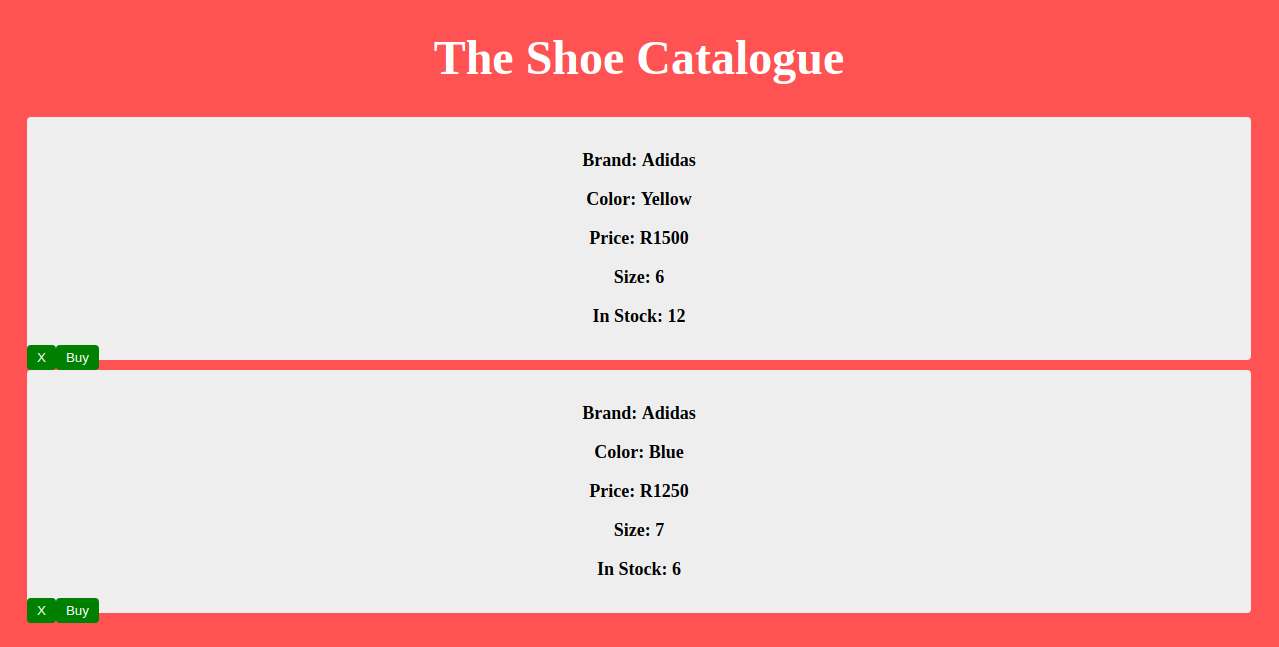 The Shoe Catalogue
Brand: Adidas
Color: Yellow
Price: R1500
Size: 6
In Stock: 12
X Buy
Brand: Adidas
Color: Blue
Price: R1250
Size: 7
In Stock: 6
X Buy